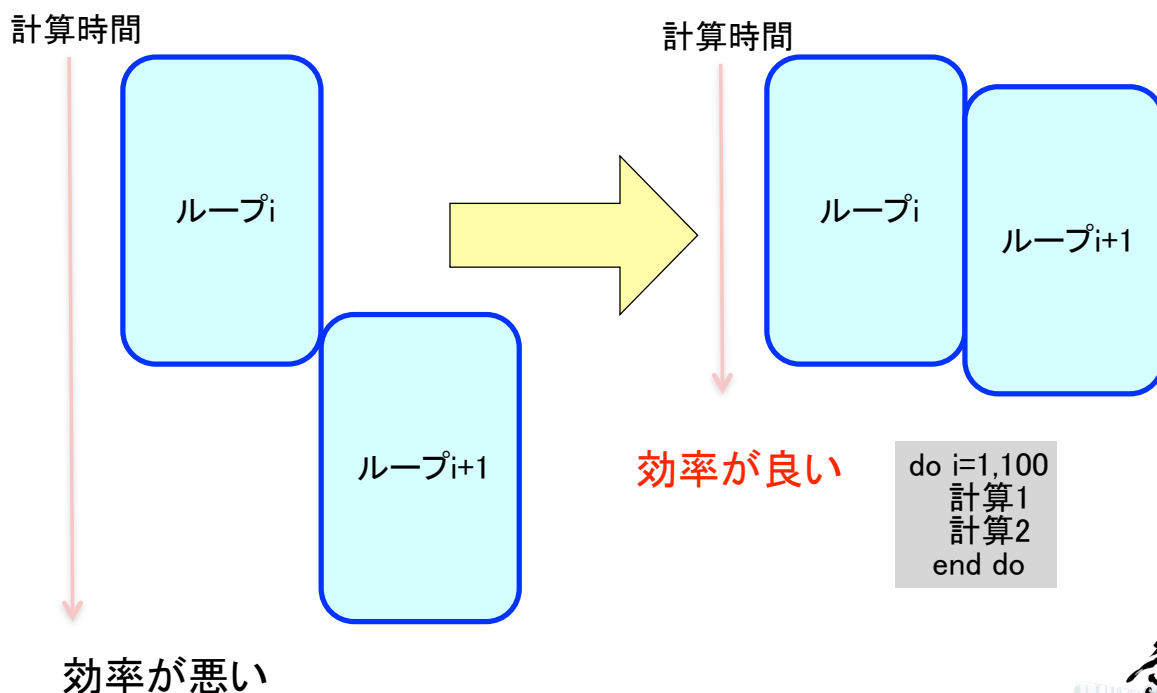 計算時間
ループi
ループi+1
効率が悪い
計算時間
ループi
ループi+1
効率が良い
do i=1,100
計算1
計算2
end do